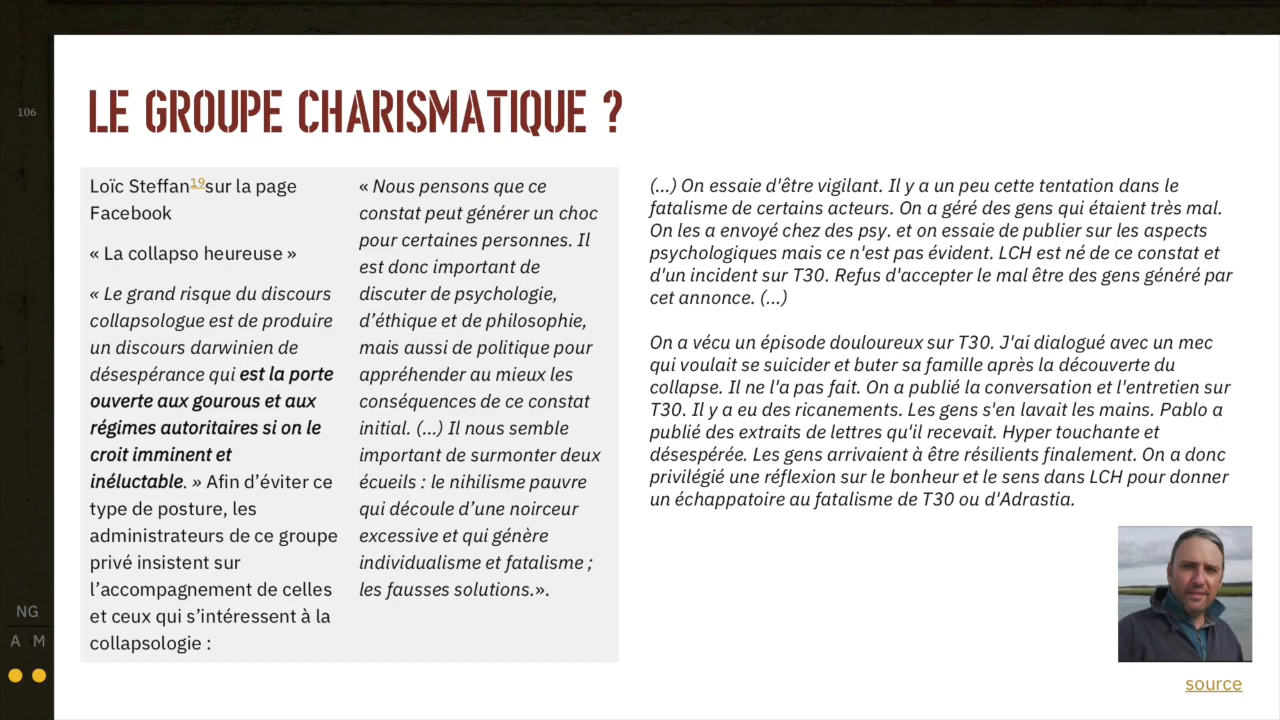 106
LE GROUPE CHARISMATIQUE ?
Loïc Steffan19sur la page
Facebook
« La collapso heureuse »
« Le grand risque du discours
collapsologue est de produire
un discours darwinien de
désespérance qui est la porte
ouverte aux gourous et aux
régimes autoritaires si on le
croit imminent et
inéluctable. » Afin d’éviter ce
type de posture, les
administrateurs de ce groupe
privé insistent sur
l’accompagnement de celles
et ceux qui s’intéressent à la
collapsologie :
« Nous pensons que ce
constat peut générer un choc
pour certaines personnes. Il
est donc important de
discuter de psychologie,
d’éthique et de philosophie,
mais aussi de politique pour
appréhender au mieux les
conséquences de ce constat
initial. (…) Il nous semble
important de surmonter deux
écueils : le nihilisme pauvre
qui découle d’une noirceur
excessive et qui génère
individualisme et fatalisme ;
les fausses solutions.».
(...) On essaie d'être vigilant. Il y a un peu cette tentation dans le
fatalisme de certains acteurs. On a géré des gens qui étaient très mal.
On les a envoyé chez des psy. et on essaie de publier sur les aspects
psychologiques mais ce n'est pas évident. LCH est né de ce constat et
d'un incident sur T30. Refus d'accepter le mal être des gens généré par
cet annonce. (...)
On a vécu un épisode douloureux sur T30. J'ai dialogué avec un mec
qui voulait se suicider et buter sa famille après la découverte du
collapse. Il ne l'a pas fait. On a publié la conversation et l'entretien sur
T30. Il y a eu des ricanements. Les gens s'en lavait les mains. Pablo a
publié des extraits de lettres qu'il recevait. Hyper touchante et
désespérée. Les gens arrivaient à être résilients finalement. On a donc
privilégié une réflexion sur le bonheur et le sens dans LCH pour donner
un échappatoire au fatalisme de T30 ou d'Adrastia.
NG
A M
source